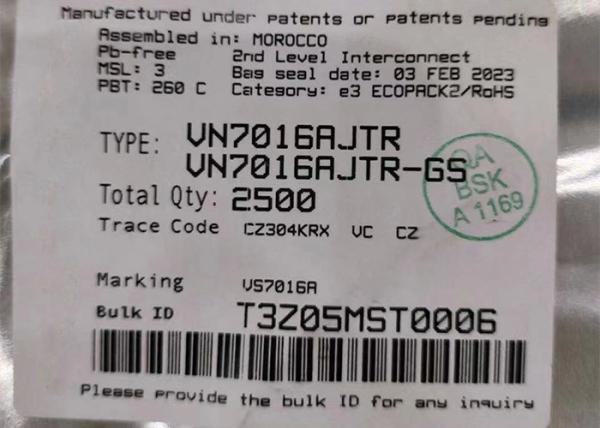 Manufactured under patents or patents pending
Assembled in: MOROCCO
Pb-free 2nd Level Interconnect
MSL: 3 Bag seal date: 03 FEB 2023
PBT: 260 C Category: e3 ECOPACK2/RoHS
TYPE: VN7016AJTR
VN7016AJTR-GS
Total Qty: 2500
Trace Code CZ304KRX VC CZ
Marking VS7016A
Bulk ID T3Z05MST0006
Please provide the bulk ID for any inquiry
QA
BSK
A 1169